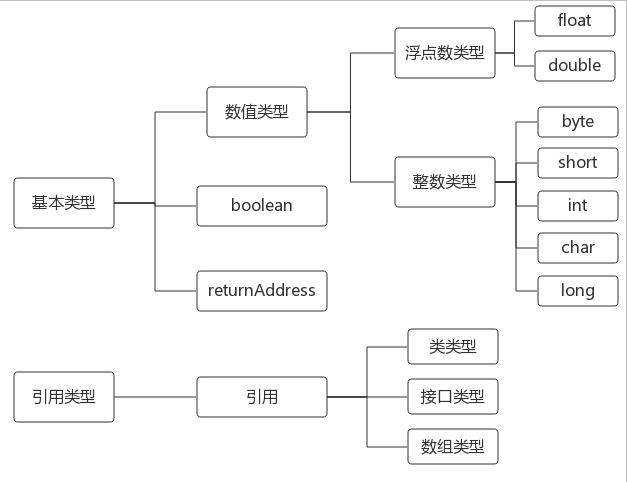 基本类型
数值类型
浮点数类型
float
double
整数类型
byte
short
int
char
long
boolean
returnAddress
引用类型
引用
类类型
接口类型
数组类型